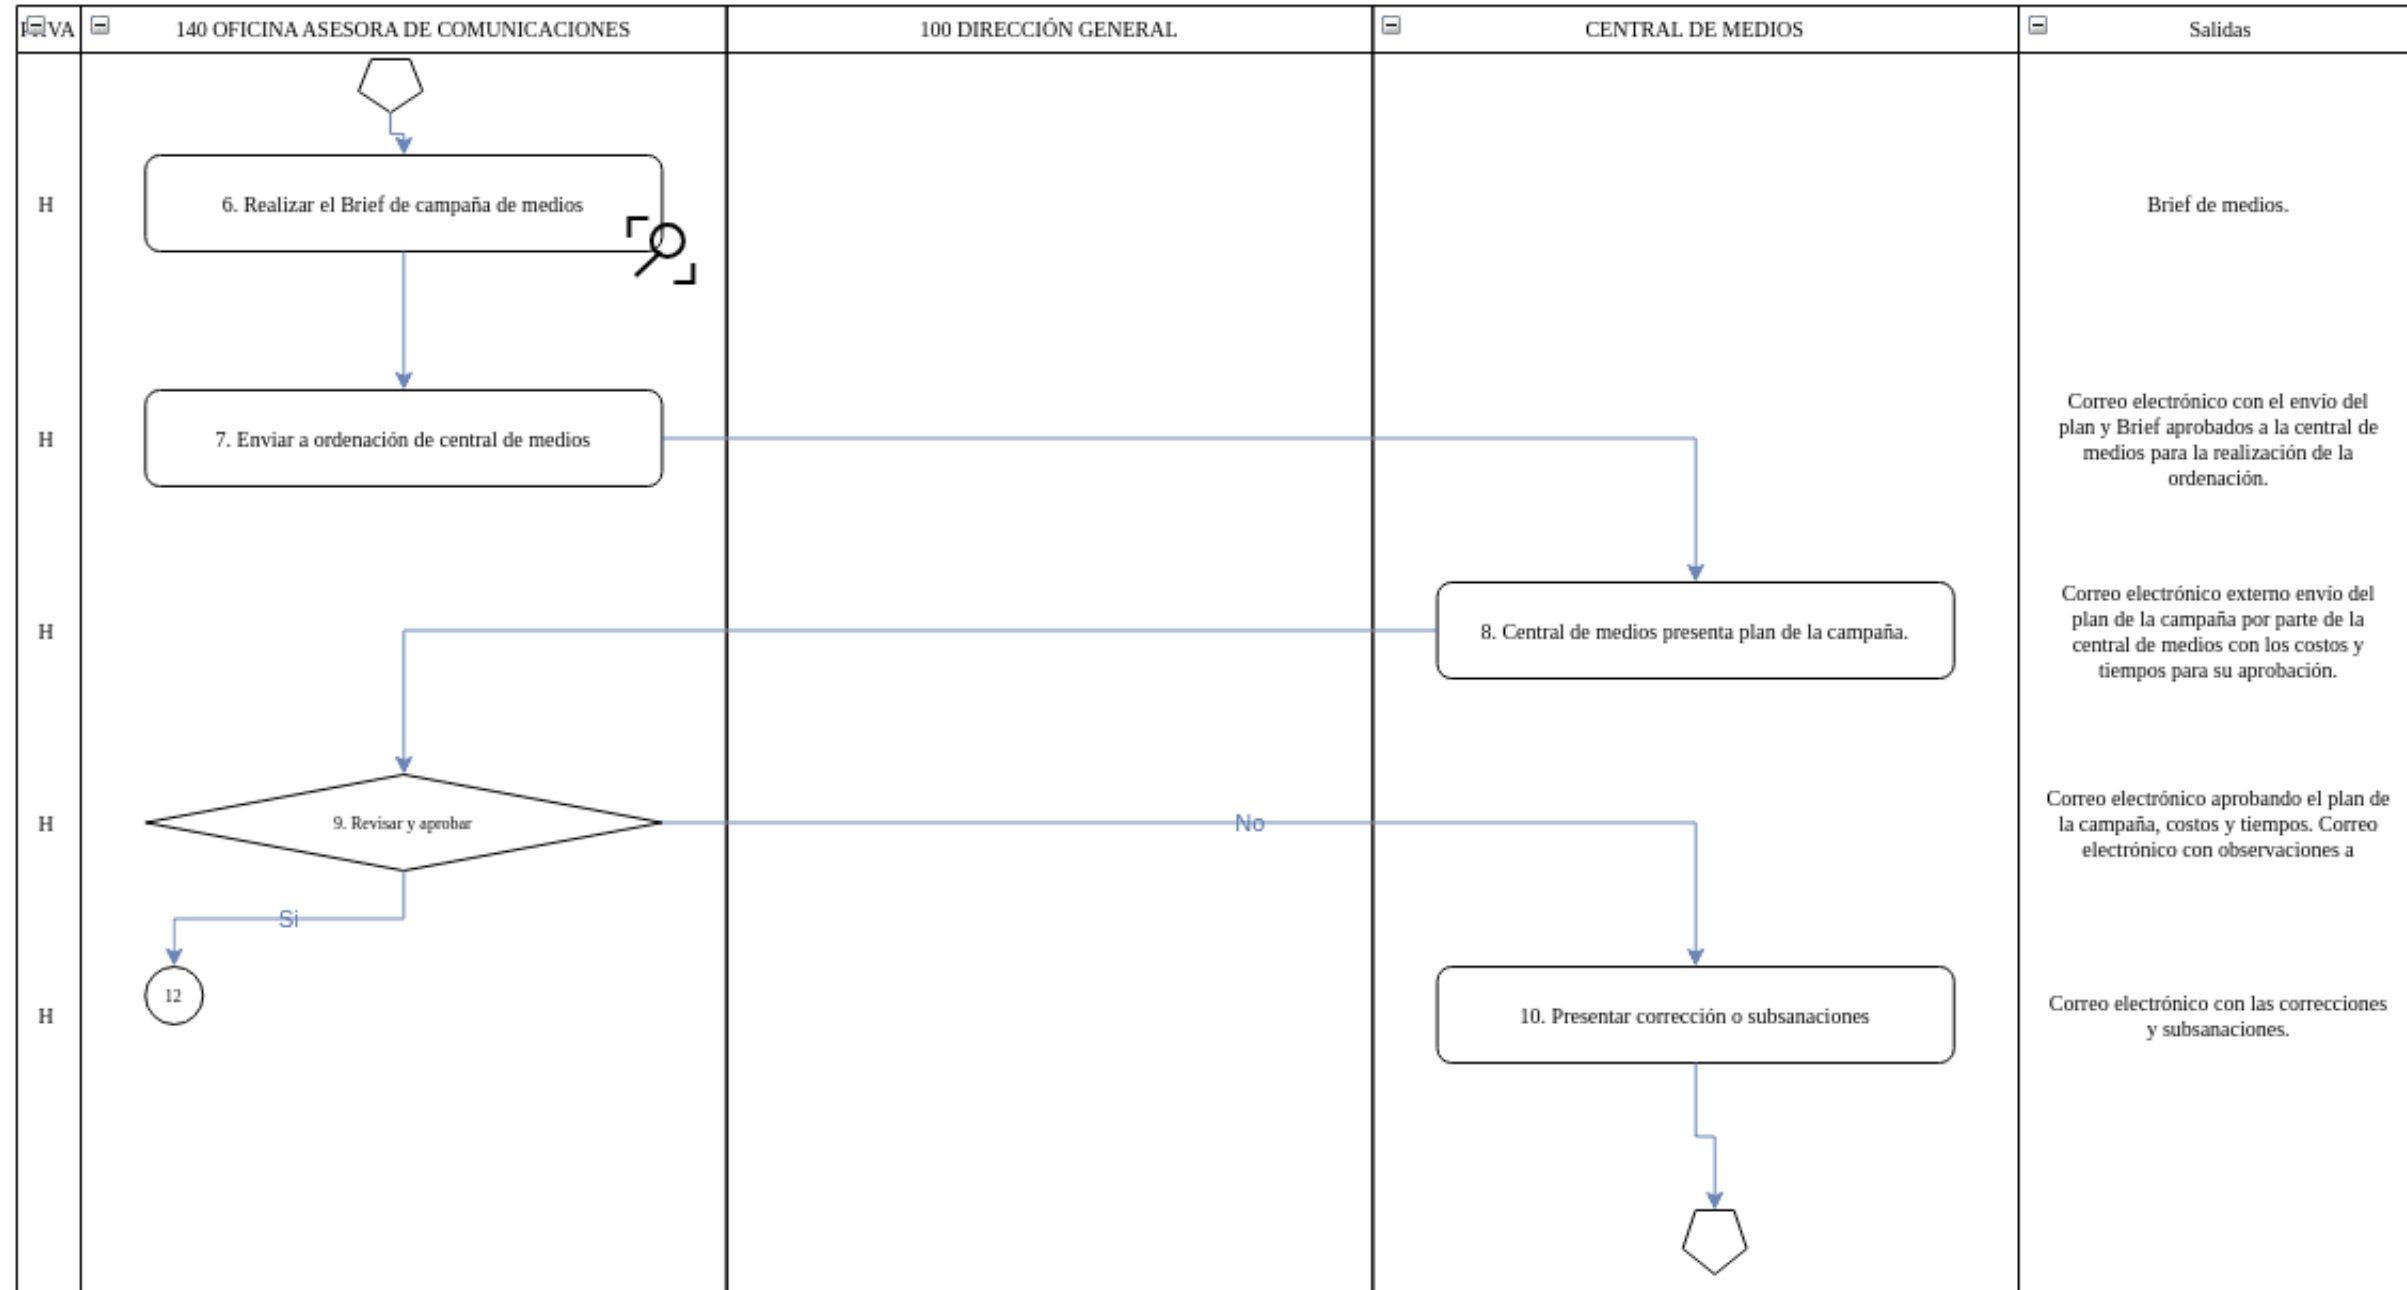 140 OFICINA ASESORA DE COMUNICACIONES
100 DIRECCIÓN GENERAL
CENTRAL DE MEDIOS
Salidas
H
6. Realizar el Brief de campaña de medios
Brief de medios.
H
7. Enviar a ordenación de central de medios
Correo electrónico con el envío del
plan y Brief aprobados a la central de
medios para la realización de la
ordenación.
H
8. Central de medios presenta plan de la campaña.
Correo electrónico externo envío del
plan de la campaña por parte de la
central de medios con los costos y
tiempos para su aprobación.
H
9. Revisar y aprobar
No
Correo electrónico aprobando el plan de
la campaña, costos y tiempos. Correo
electrónico con observaciones a
Si
12
H
10. Presentar corrección o subsanaciones
Correo electrónico con las correcciones
y subsanaciones.